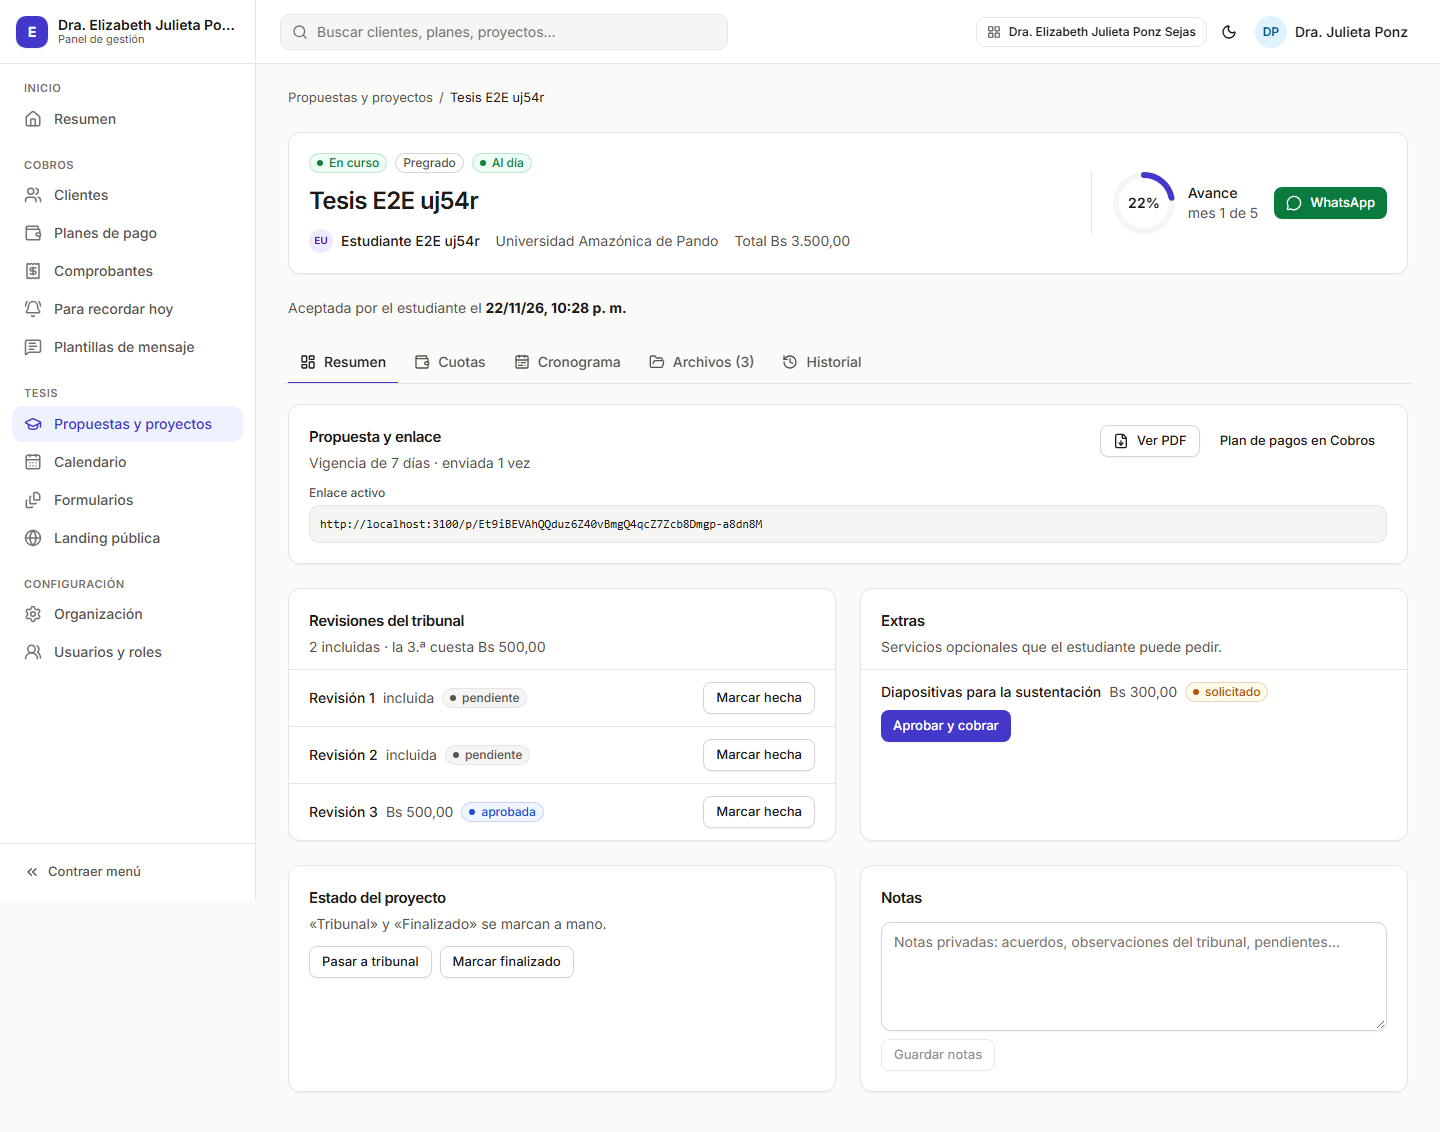 E
Dra. Elizabeth Julieta Po...
Panel de gestión
Buscar clientes, planes, proyectos...
Dra. Elizabeth Julieta Ponz Sejas
DP
Dra. Julieta Ponz
INICIO
Resumen
COBROS
Clientes
Planes de pago
Comprobantes
Para recordar hoy
Plantillas de mensaje
TESIS
Propuestas y proyectos
Calendario
Formularios
Landing pública
CONFIGURACIÓN
Organización
Usuarios y roles
Contraer menú
Propuestas y proyectos / Tesis E2E uj54r
En curso
Pregrado
Al día
Tesis E2E uj54r
EU
Estudiante E2E uj54r
Universidad Amazónica de Pando
Total Bs 3.500,00
22%
Avance
mes 1 de 5
WhatsApp
Aceptada por el estudiante el 22/11/26, 10:28 p. m.
Resumen
Cuotas
Cronograma
Archivos (3)
Historial
Propuesta y enlace
Vigencia de 7 días · enviada 1 vez
Ver PDF
Plan de pagos en Cobros
Enlace activo
http://localhost:3100/p/Et9iBEVAhQQduz6Z40vBmgQ4qcZ7Zcb8Dmgp-a8dn8M
Revisiones del tribunal
2 incluidas · la 3.ª cuesta Bs 500,00
Revisión 1 incluida pendiente
Marcar hecha
Revisión 2 incluida pendiente
Marcar hecha
Revisión 3 Bs 500,00 aprobada
Marcar hecha
Extras
Servicios opcionales que el estudiante puede pedir.
Diapositivas para la sustentación Bs 300,00 solicitado
Aprobar y cobrar
Estado del proyecto
«Tribunal» y «Finalizado» se marcan a mano.
Pasar a tribunal
Marcar finalizado
Notas
Notas privadas: acuerdos, observaciones del tribunal, pendientes...
Guardar notas